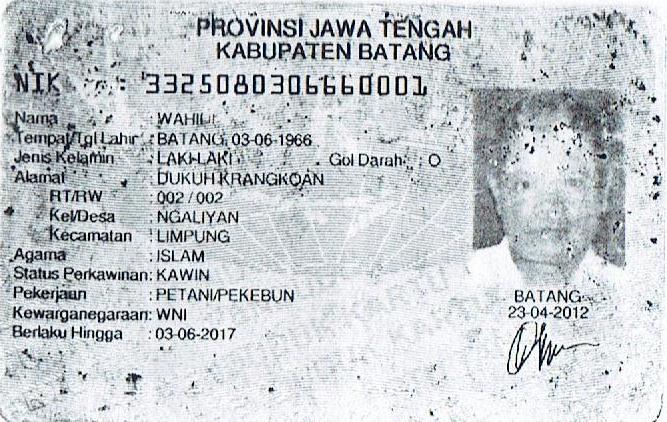 PROVINSI JAWA TENGAH
KABUPATEN BATANG
NIK : 3325080306660001
Nama :
Tempat/Tgl Lahir : BATANG, 03-06-1966
Jenis Kelamin : LAKI-LAKI Gol Darah : O
Alamat : DUKUH KRANGKOAN
RT/RW : 002 / 002
Kel/Desa : NGALIYAN
Kecamatan : LIMPUNG
Agama : ISLAM
Status Perkawinan: KAWIN
Pekerjaan : PETANI/PEKEBUN
Kewarganegaraan: WNI
Berlaku Hingga : 03-06-2017
BATANG
23-04-2012